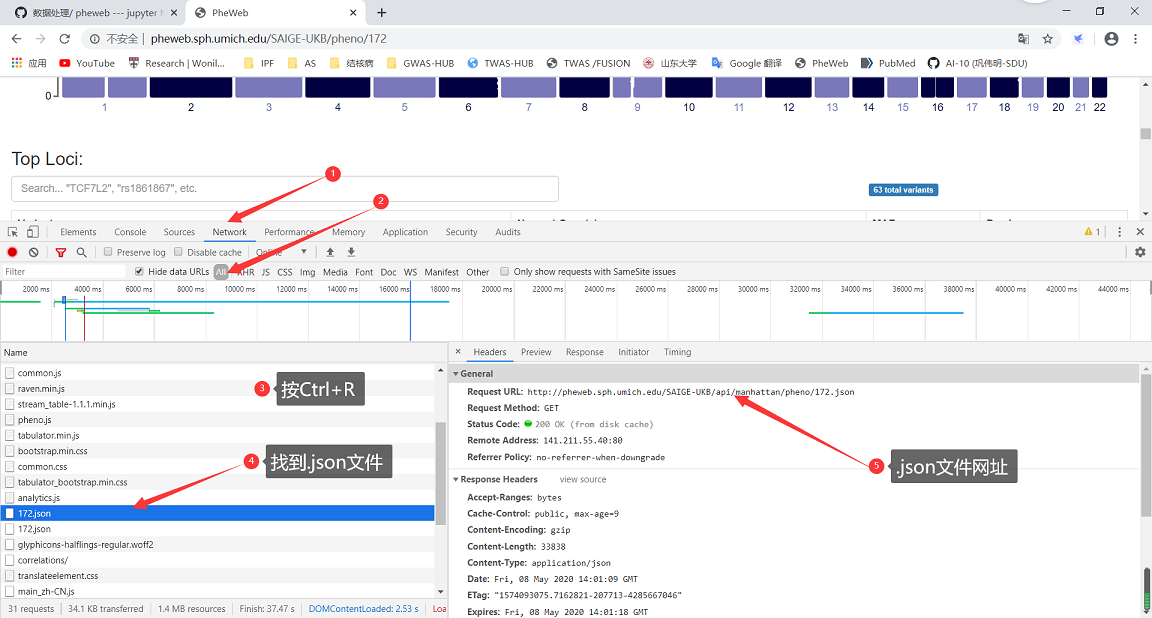 数据处理/ pheweb --- jupyter
PheWeb
不安全 | pheweb.sph.umich.edu/SAIGE-UKB/pheno/172
应用 YouTube Research | Wonil... IPF AS 结核病 GWAS-HUB TWAS-HUB TWAS /FUSION 山东大学 Google 翻译 PheWeb PubMed AI-10 (巩伟明-SDU)
0
1 2 3 4 5 6 7 8 9 10 11 12 13 14 15 16 17 18 19 20 21 22
Top Loci:
Search... "TCF7L2", "rs1861867", etc.
63 total variants
1
2
Elements Console Sources Network Performance Memory Application Security Audits 1
Preserve log Disable cache Online
Filter Hide data URLs All XHR JS CSS Img Media Font Doc WS Manifest Other Only show requests with SameSite issues
2000 ms 4000 ms 6000 ms 8000 ms 10000 ms 12000 ms 14000 ms 16000 ms 18000 ms 20000 ms 22000 ms 24000 ms 26000 ms 28000 ms 30000 ms 32000 ms 34000 ms 36000 ms 38000 ms 40000 ms 42000 ms 44000 ms
Name
common.js
raven.min.js
stream_table-1.1.1.min.js
pheno.js
tabulator.min.js
bootstrap.min.css
common.css
tabulator_bootstrap.min.css
analytics.js
172.json
172.json
glyphicons-halflings-regular.woff2
correlations/
translateelement.css
main_zh-CN.js
3 按Ctrl+R
4 找到.json文件
31 requests 34.1 KB transferred 1.4 MB resources Finish: 37.47 s DOMContentLoaded: 2.53 s Loa
Headers Preview Response Initiator Timing
General
Request URL: http://pheweb.sph.umich.edu/SAIGE-UKB/api/manhattan/pheno/172.json
Request Method: GET
Status Code: 200 OK (from disk cache)
Remote Address: 141.211.55.40:80
Referrer Policy: no-referrer-when-downgrade
5 .json文件网址
Response Headers view source
Accept-Ranges: bytes
Cache-Control: public, max-age=9
Content-Encoding: gzip
Content-Length: 33838
Content-Type: application/json
Date: Fri, 08 May 2020 14:01:09 GMT
ETag: "1574093075.7162821-207713-4285667046"
Expires: Fri, 08 May 2020 14:01:18 GMT